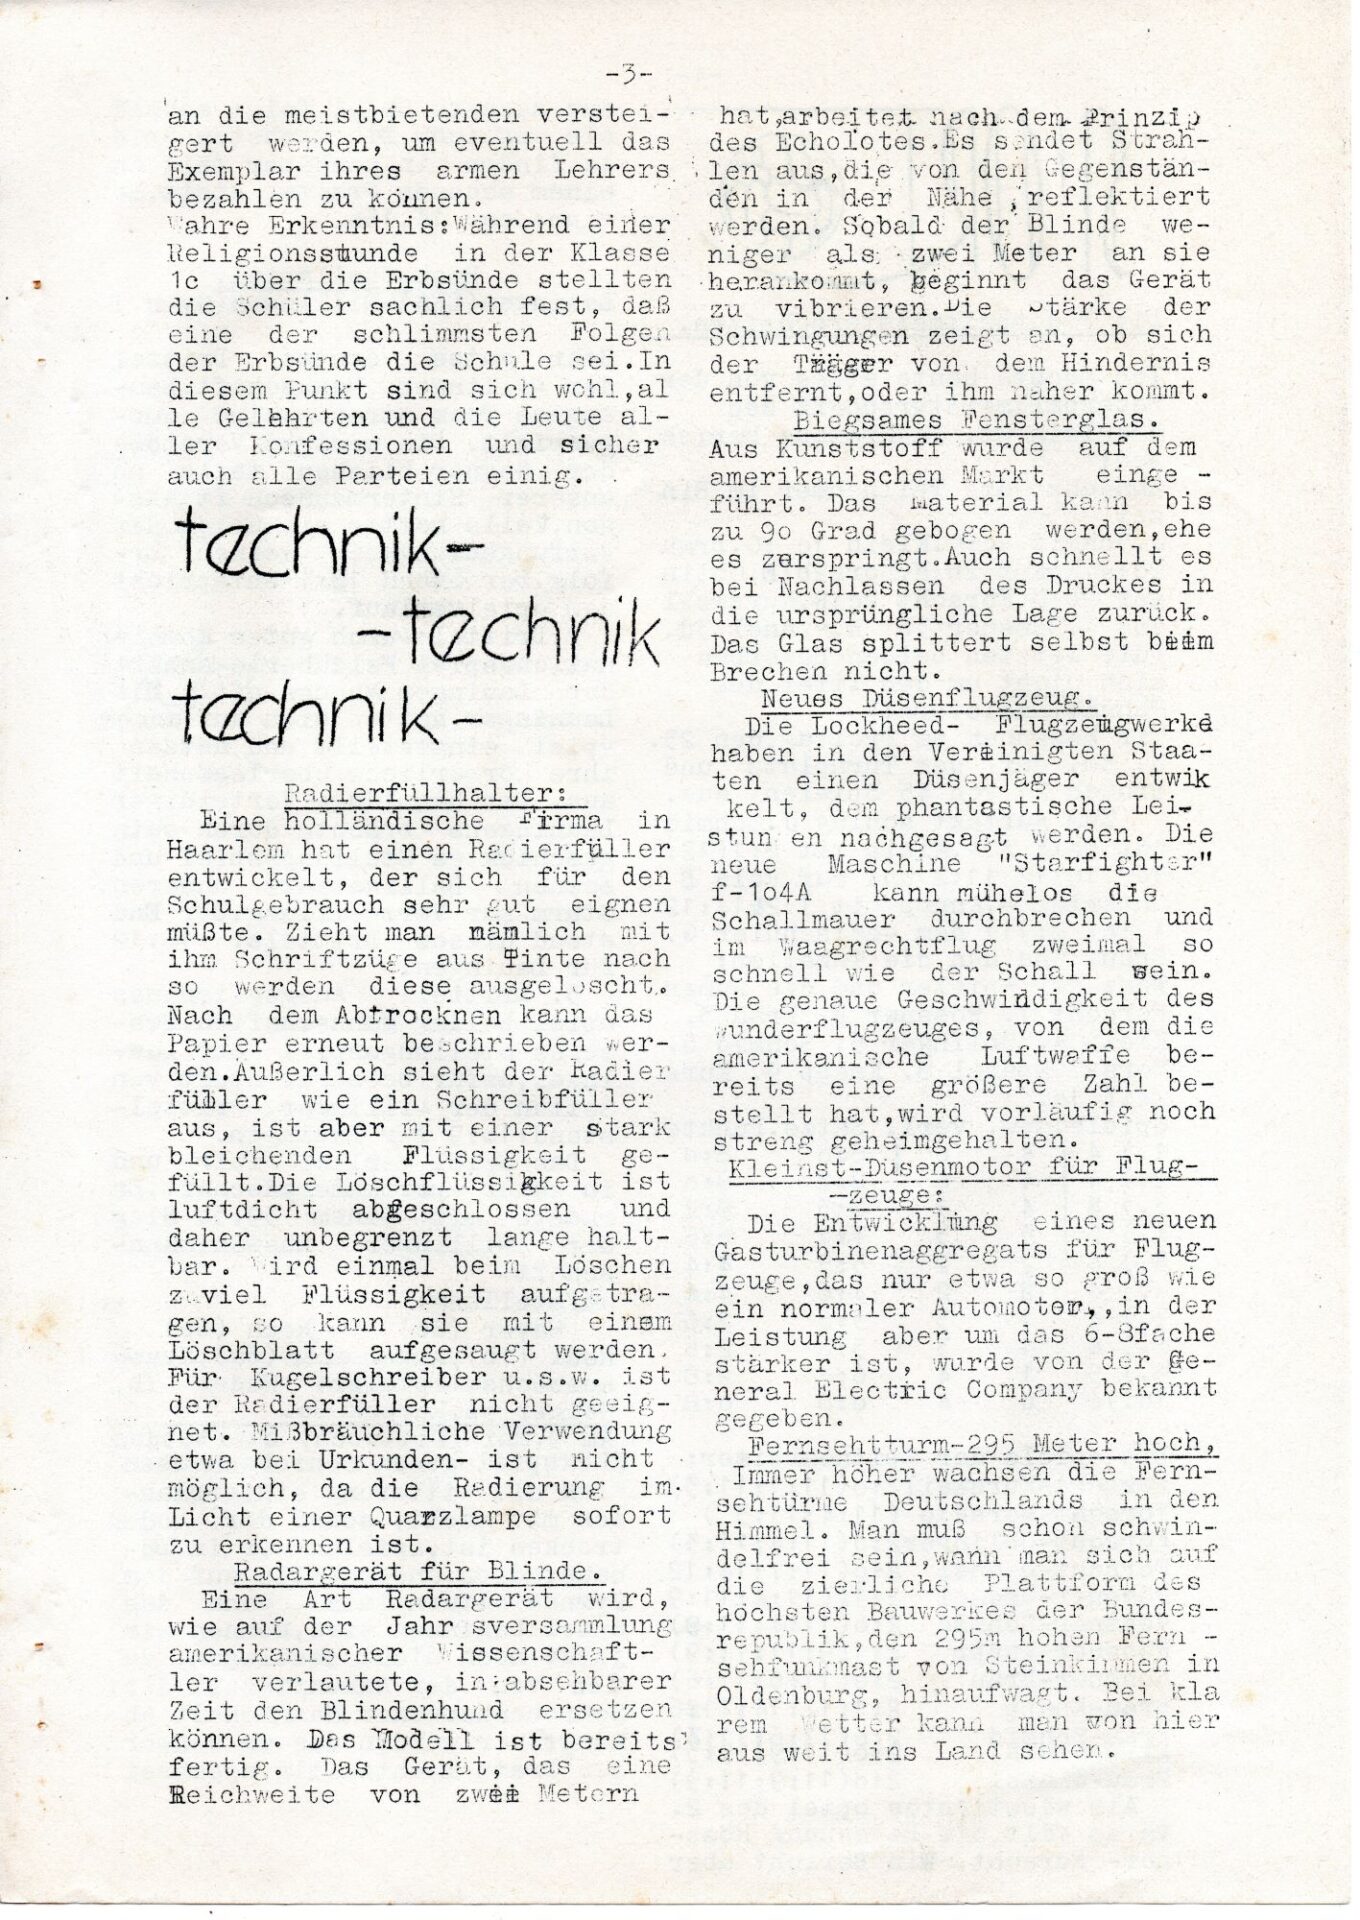 -3-
an die meistbietenden verstei-
gert werden, um eventuell das
Exemplar ihres armen Lehrers
bezahlen zu können.
Wahre Erkenntnis:Während einer
Religionsstunde in der Klasse
1c über die Erbsünde stellten
die Schüler sachlich fest, daß
eine der schlimmsten Folgen
der Erbsünde die Schule sei.In
diesem Punkt sind sich wohl,al
le Gelehrten und die Leute al-
ler Konfessionen und sicher
auch alle Parteien einig.
technik-
-technik
technik-
Radierfüllhalter:
Eine holländische Firma in
Haarlem hat einen Radierfüller
entwickelt, der sich für den
Schulgebrauch sehr gut eignen
müßte. Zieht man nämlich mit
ihm Schriftzüge aus Tinte nach
so werden diese ausgelöscht.
Nach dem Abtrocknen kann das
Papier erneut beschrieben wer-
den.Äußerlich sieht der Radier
füller wie ein Schreibfüller
aus, ist aber mit einer stark
bleichenden Flüssigkeit ge-
füllt.Die Löschflüssigkeit ist
luftdicht abgeschlossen und
daher unbegrenzt lange halt-
bar. Wird einmal beim Löschen
zuviel Flüssigkeit aufgetra-
gen, so kann sie mit einem
Löschblatt aufgesaugt werden.
Für Kugelschreiber u.s.w. ist
der Radierfüller nicht geeig-
net. Mißbräuchliche Verwendung
etwa bei Urkunden- ist nicht
möglich, da die Radierung im
Licht einer Quarzlampe sofort
zu erkennen ist.
Radargerät für Blinde.
Eine Art Radargerät wird,
wie auf der Jahresversammlung
amerikanischer Wissenschaft-
ler verlautete, in absehbarer
Zeit den Blindenhund ersetzen
können. Das Modell ist bereits
fertig. Das Gerät, das eine
Reichweite von zwei Metern
hat,arbeitet nach dem Prinzip
des Echolotes.Es sendet Strah-
len aus,die von den Gegenstän-
den in der Nähe reflektiert
werden. Sobald der Blinde we-
niger als zwei Meter an sie
herankommt, beginnt das Gerät
zu vibrieren.Die Stärke der
Schwingungen zeigt an, ob sich
der Träger von dem Hindernis
entfernt,oder ihm näher kommt.
Biegsames Fensterglas.
Aus Kunststoff wurde auf dem
amerikanischen Markt einge -
führt. Das Material kann bis
zu 9o Grad gebogen werden,ehe
es zerspringt.Auch schnellt es
bei Nachlassen des Druckes in
die ursprüngliche Lage zurück.
Das Glas splittert selbst beim
Brechen nicht.
Neues Düsenflugzeug.
Die Lockheed- Flugzeugwerke
haben in den Vereinigten Staa-
ten einen Düsenjäger entwik
kelt, dem phantastische Lei-
stun en nachgesagt werden. Die
neue Maschine "Starfighter"
f-1o4A kann mühelos die
Schallmauer durchbrechen und
im Waagrechtflug zweimal so
schnell wie der Schall sein.
Die genaue Geschwindigkeit des
Wunderflugzeuges, von dem die
amerikanische Luftwaffe be-
reits eine größere Zahl be-
stellt hat,wird vorläufig noch
streng geheimgehalten.
Kleinst-Düsenmotor für Flug-
-zeuge:
Die Entwicklung eines neuen
Gasturbinenaggregats für Flug-
zeuge,das nur etwa so groß wie
ein normaler Automotor,,in der
Leistung aber um das 6-8fache
stärker ist, wurde von der Ge-
neral Electric Company bekannt
gegeben.
Fernsehtturm-295 Meter hoch,
Immer höher wachsen die Fern-
sehtürme Deutschlands in den
Himmel. Man muß schon schwin-
delfrei sein,wann man sich auf
die zierliche Plattform des
höchsten Bauwerkes der Bundes-
republik,den 295m hohen Fern -
sehfunkmast von Steinkimmen in
Oldenburg, hinaufwagt. Bei kla
rem Wetter kann man von hier
aus weit ins Land sehen.